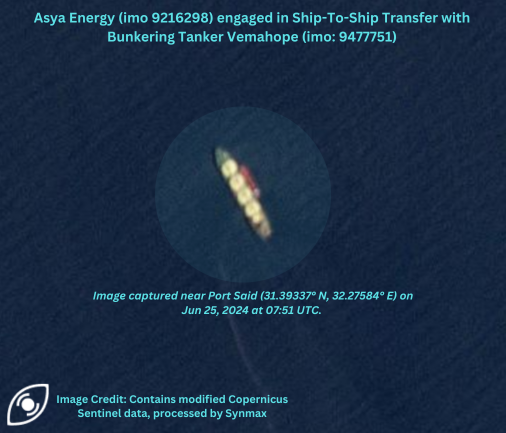 Asya Energy (imo 9216298) engaged in Ship-To-Ship Transfer with
Bunkering Tanker Vemahope (imo: 9477751)
Image captured near Port Said (31.39337° N, 32.27584° E) on
Jun 25, 2024 at 07:51 UTC.
Image Credit: Contains modified Copernicus
Sentinel data, processed by Synmax